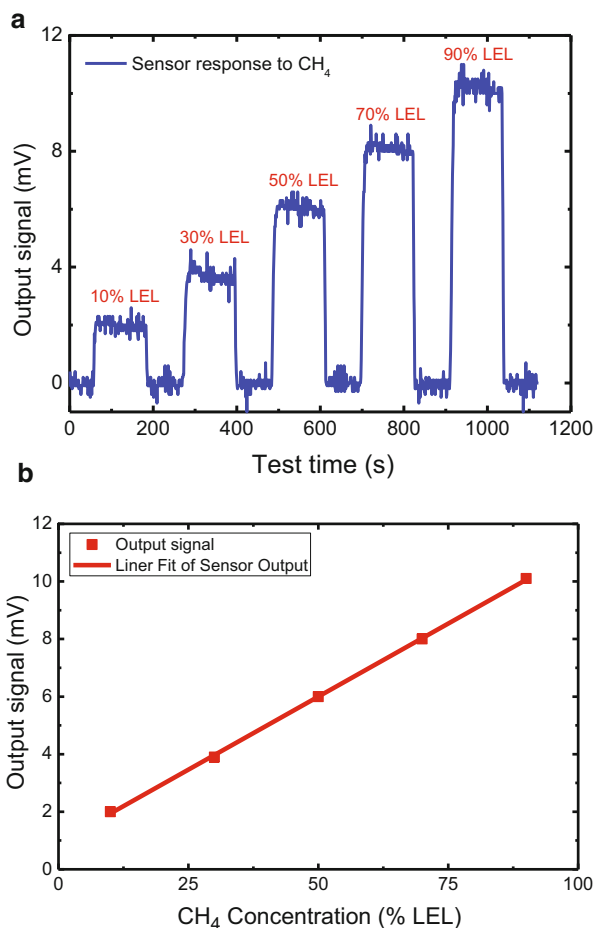 a
12
8
4
0
Output signal (mV)
Sensor response to CH4
10% LEL
30% LEL
50% LEL
70% LEL
90% LEL
0 200 400 600 800 1000 1200
Test time (s)
b
12
10
8
6
4
2
0
Output signal (mV)
Output signal
Liner Fit of Sensor Output
0 25 50 75 100
CH4 Concentration (% LEL)